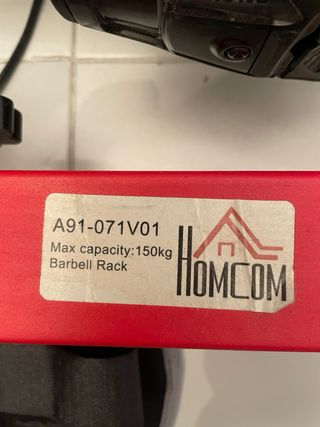 A91-071V01
Max capacity:150kg
Barbell Rack
HOMCOM